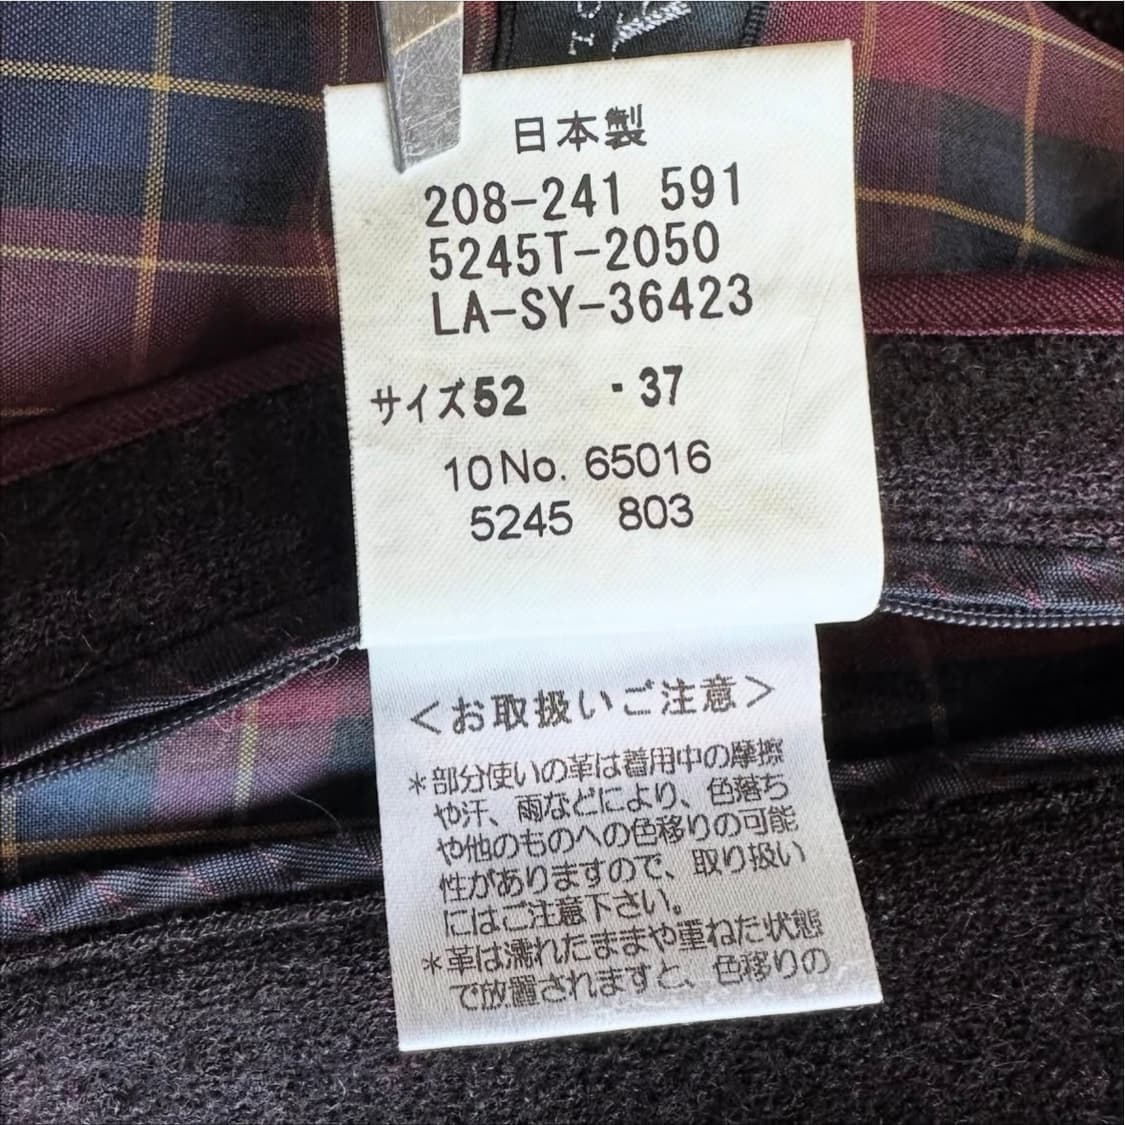 日本製
208-241 591
5245T-2050
LA-SY-36423
サイズ52 -37
10No. 65016
5245 803
＜お取扱いご注意＞
＊部分使いの革は着用中の摩擦
や汗、雨などにより、色落ち
や他のものへの色移りの可能
性がありますので、取り扱い
にはご注意下さい。
＊革は濡れたままや重ねた状態
で放置されますと、色移りの